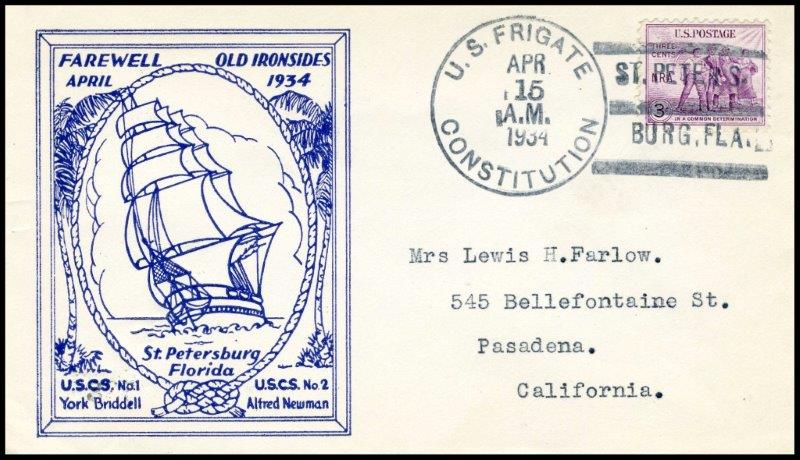 FAREWELL OLD IRONSIDES
APRIL 1934
St. Petersburg
Florida
U.S.C.S. No.1 U.S.C.S. No.2
York Briddell Alfred Newman
U.S. FRIGATE
APR
15
A.M.
1934
CONSTITUTION
ST. PETERS-
BURG, FLA.
U.S. POSTAGE
THREE
CENTS
NRA
3
IN A COMMON DETERMINATION
Mrs Lewis H.Farlow.
545 Bellefontaine St.
Pasadena.
California.